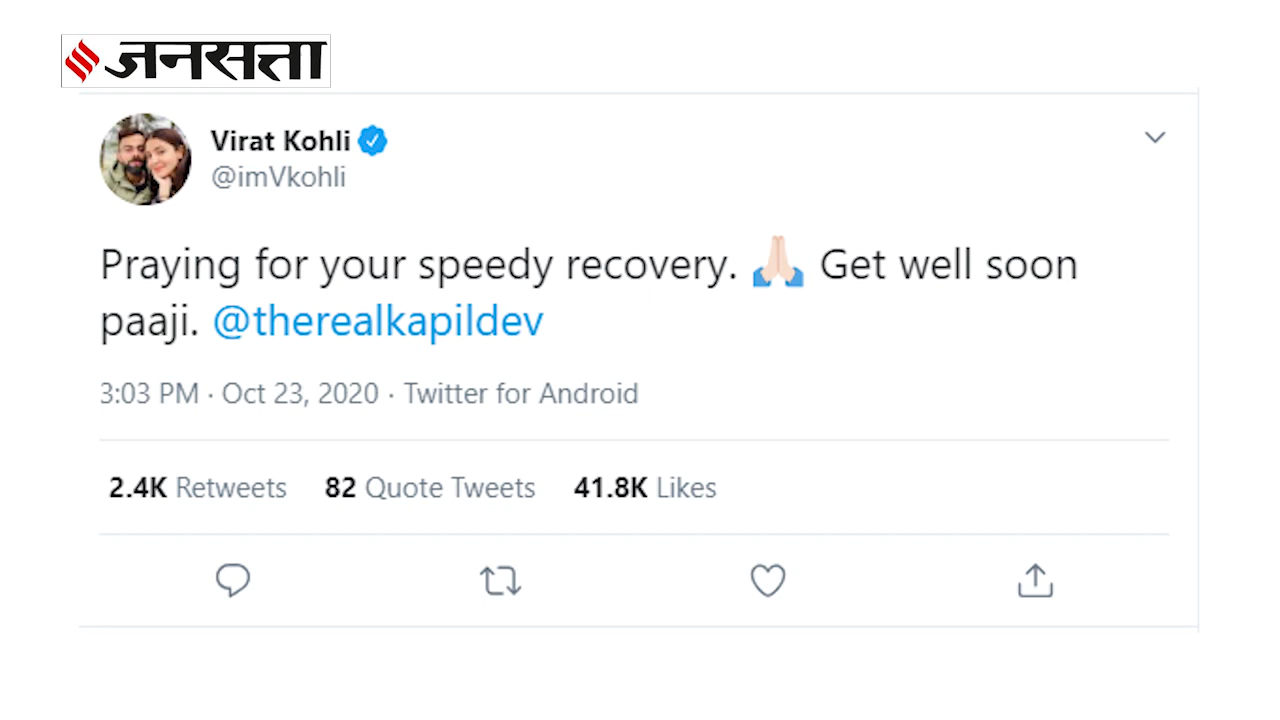 जनसत्ता
Virat Kohli
@imVkohli
Praying for your speedy recovery. 🙏🏻 Get well soon
paaji. @therealkapildev
3:03 PM · Oct 23, 2020 · Twitter for Android
2.4K Retweets 82 Quote Tweets 41.8K Likes